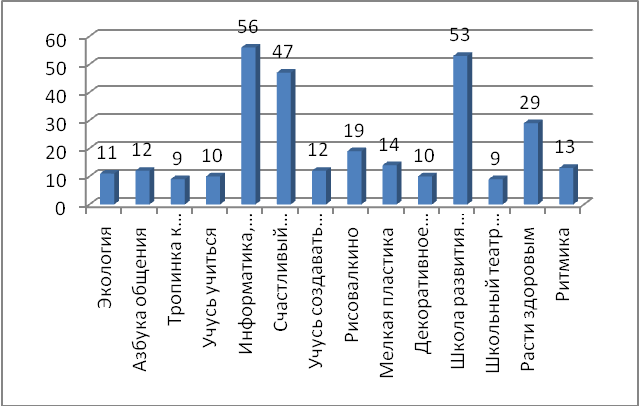 60
50
40
30
20
10
0
11
12
9
10
56
47
12
19
14
10
53
9
29
13
Экология
Азбука общения
Тропинка к…
Учусь учиться
Информатика,…
Счастливый…
Учусь создавать…
Рисовалкино
Мелкая пластика
Декоративное…
Школа развития…
Школьный театр…
Расти здоровым
Ритмика